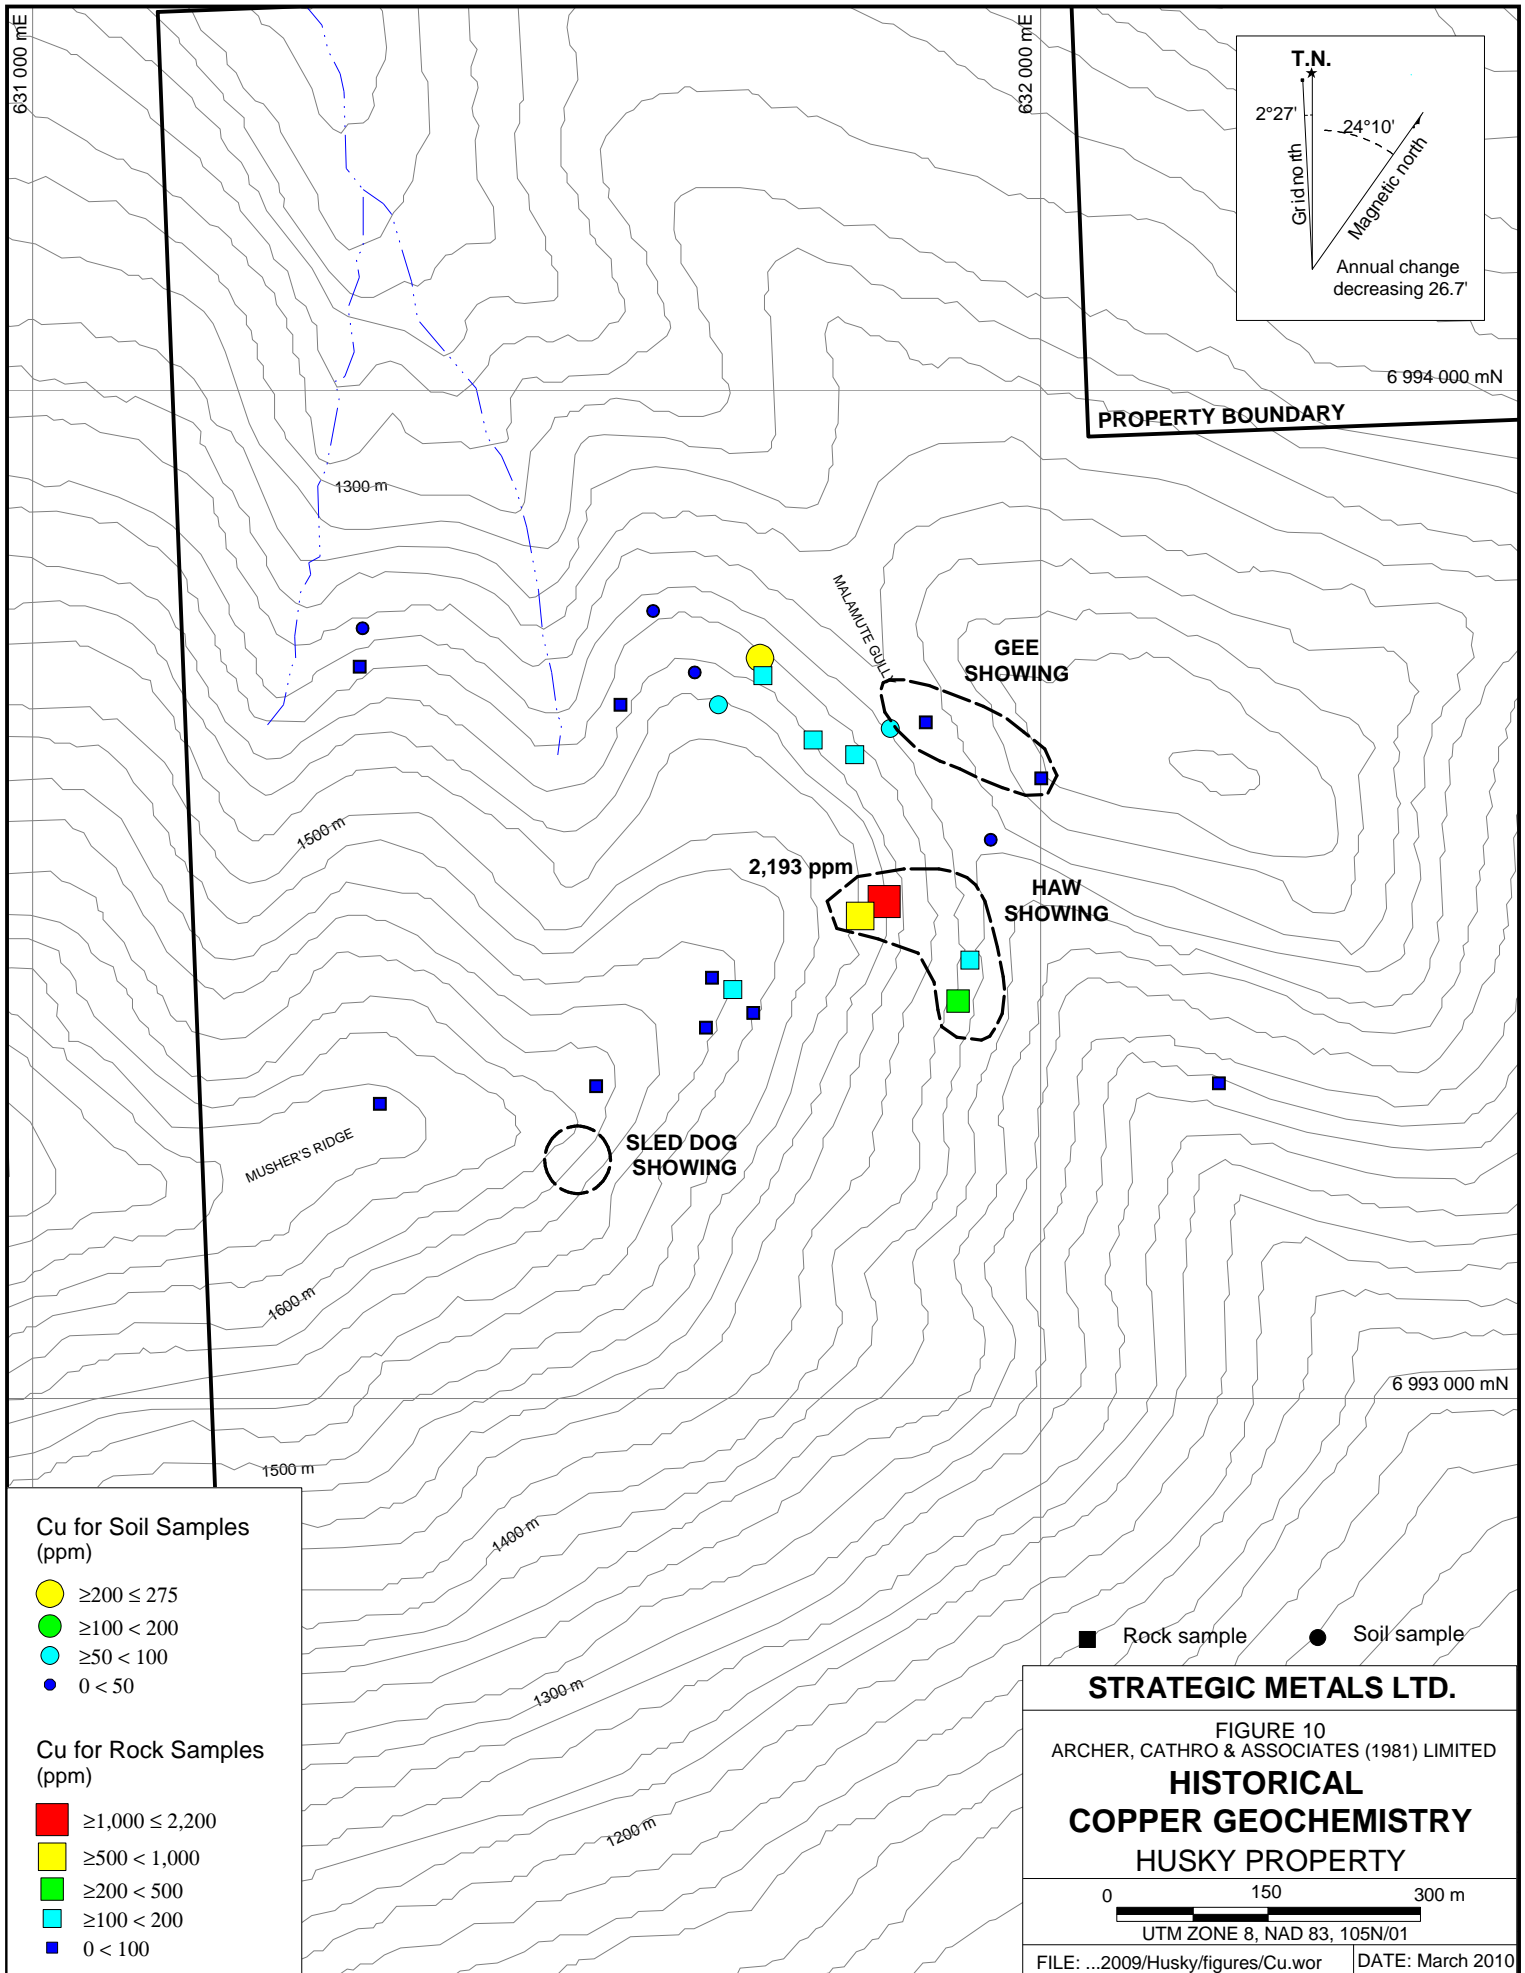 631 000 mE
632 000 mE
T.N.
2°27'
24°10'
Grid north
Magnetic north
Annual change
decreasing 26.7'
6 994 000 mN
PROPERTY BOUNDARY
1300 m
MALAMUTE GULLY
GEE
SHOWING
1500 m
2,193 ppm
HAW
SHOWING
MUSHER'S RIDGE
SLED DOG
SHOWING
1600 m
6 993 000 mN
1500 m
1400 m
1300 m
1200 m
Cu for Soil Samples
(ppm)
≥200 ≤ 275
≥100 < 200
≥50 < 100
0 < 50
Cu for Rock Samples
(ppm)
≥1,000 ≤ 2,200
≥500 < 1,000
≥200 < 500
≥100 < 200
0 < 100
Rock sample
Soil sample
STRATEGIC METALS LTD.
FIGURE 10
ARCHER, CATHRO & ASSOCIATES (1981) LIMITED
HISTORICAL
COPPER GEOCHEMISTRY
HUSKY PROPERTY
0 150 300 m
UTM ZONE 8, NAD 83, 105N/01
FILE: ...2009/Husky/figures/Cu.wor
DATE: March 2010